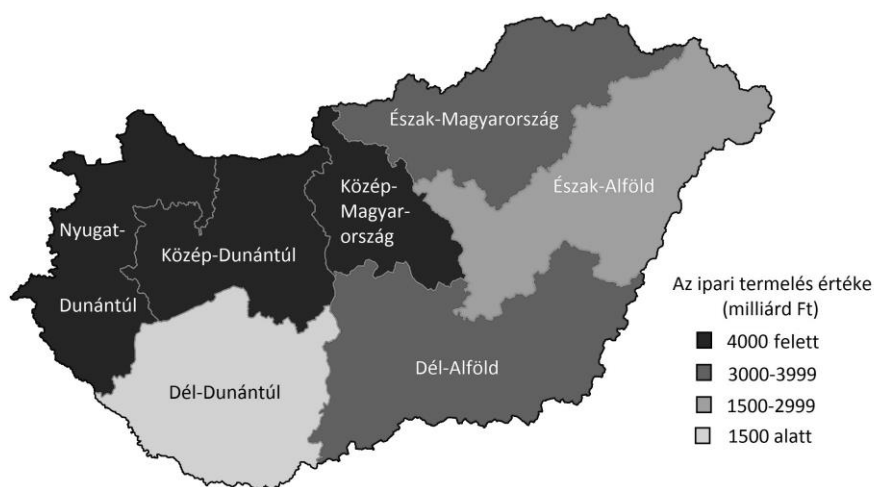 Észak-Magyarország
Észak-Alföld
Közép-
Magyar-
ország
Nyugat-
Dunántúl
Közép-Dunántúl
Dél-Dunántúl
Dél-Alföld
Az ipari termelés értéke
(milliárd Ft)
4000 felett
3000-3999
1500-2999
1500 alatt